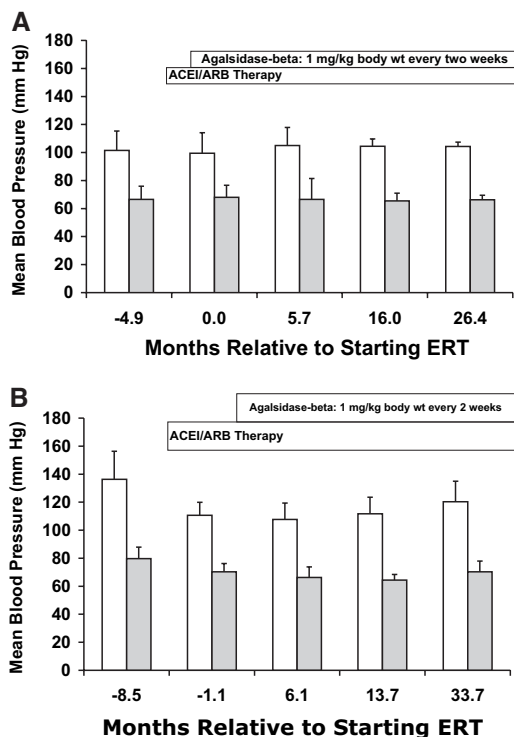 A
Mean Blood Pressure (mm Hg)
180
160
140
120
100
80
60
40
20
0
Agalsidase-beta: 1 mg/kg body wt every two weeks
ACEI/ARB Therapy
-4.9 0.0 5.7 16.0 26.4
Months Relative to Starting ERT
B
Mean Blood Pressure (mm Hg)
180
160
140
120
100
80
60
40
20
0
Agalsidase-beta: 1 mg/kg body wt every 2 weeks
ACEI/ARB Therapy
-8.5 -1.1 6.1 13.7 33.7
Months Relative to Starting ERT